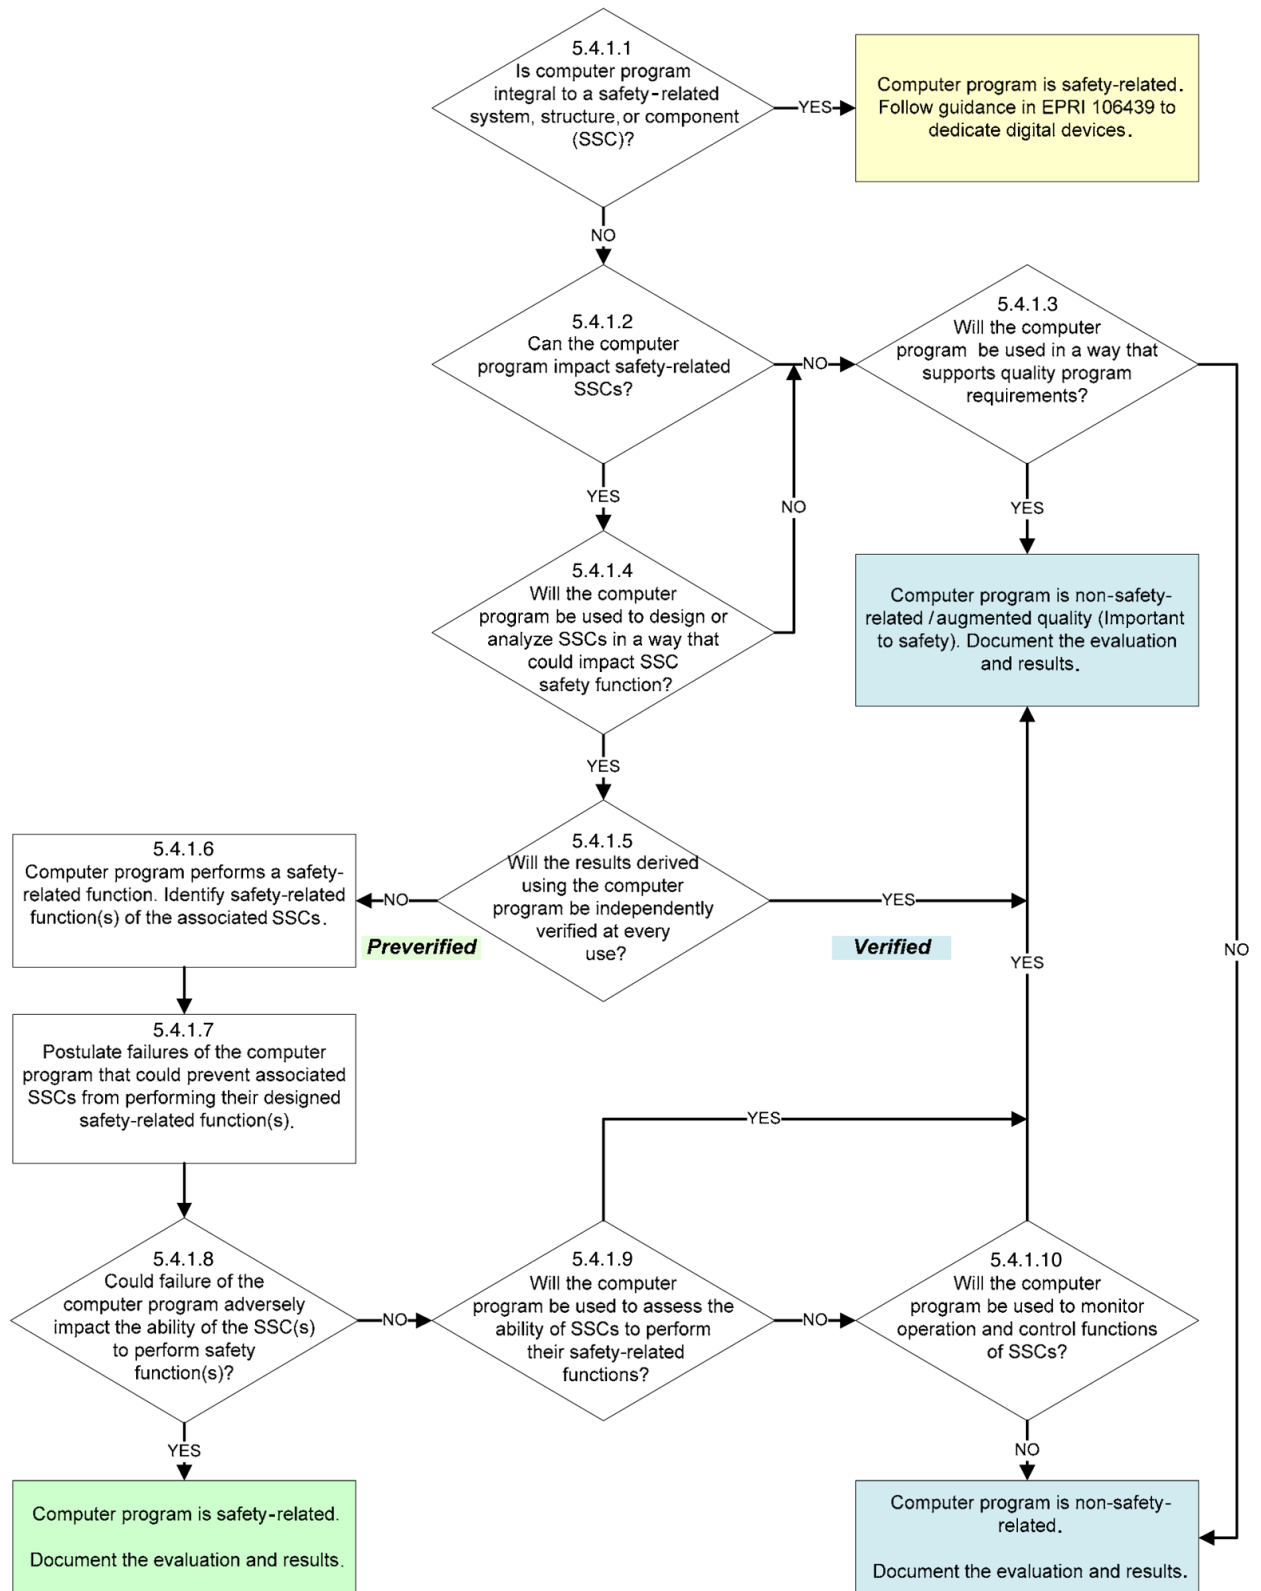 5.4.1.1
Is computer program
integral to a safety-related
system, structure, or component
(SSC)?
YES
Computer program is safety-related.
Follow guidance in EPRI 106439 to
dedicate digital devices.
NO
5.4.1.2
Can the computer
program impact safety-related
SSCs?
NO
5.4.1.3
Will the computer
program be used in a way that
supports quality program
requirements?
YES
NO
YES
5.4.1.4
Will the computer
program be used to design or
analyze SSCs in a way that
could impact SSC
safety function?
Computer program is non-safety-
related / augmented quality (Important
to safety). Document the evaluation
and results.
YES
5.4.1.5
Will the results derived
using the computer
program be independently
verified at every
use?
NO
Preverified
YES
Verified
YES
NO
5.4.1.6
Computer program performs a safety-
related function. Identify safety-related
function(s) of the associated SSCs.
5.4.1.7
Postulate failures of the computer
program that could prevent associated
SSCs from performing their designed
safety-related function(s).
YES
5.4.1.8
Could failure of the
computer program adversely
impact the ability of the SSC(s)
to perform safety
function(s)?
NO
5.4.1.9
Will the computer
program be used to assess the
ability of SSCs to perform
their safety-related
functions?
NO
5.4.1.10
Will the computer
program be used to monitor
operation and control functions
of SSCs?
YES
NO
Computer program is safety-related.
Document the evaluation and results.
Computer program is non-safety-
related.
Document the evaluation and results.